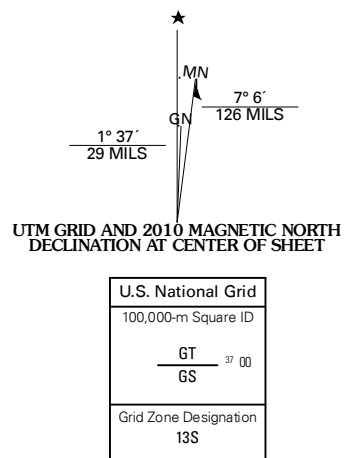 MN
GN
7° 6´
126 MILS
1° 37´
29 MILS
UTM GRID AND 2010 MAGNETIC NORTH
DECLINATION AT CENTER OF SHEET
U.S. National Grid
100,000-m Square ID
GT
37 00
GS
Grid Zone Designation
13S